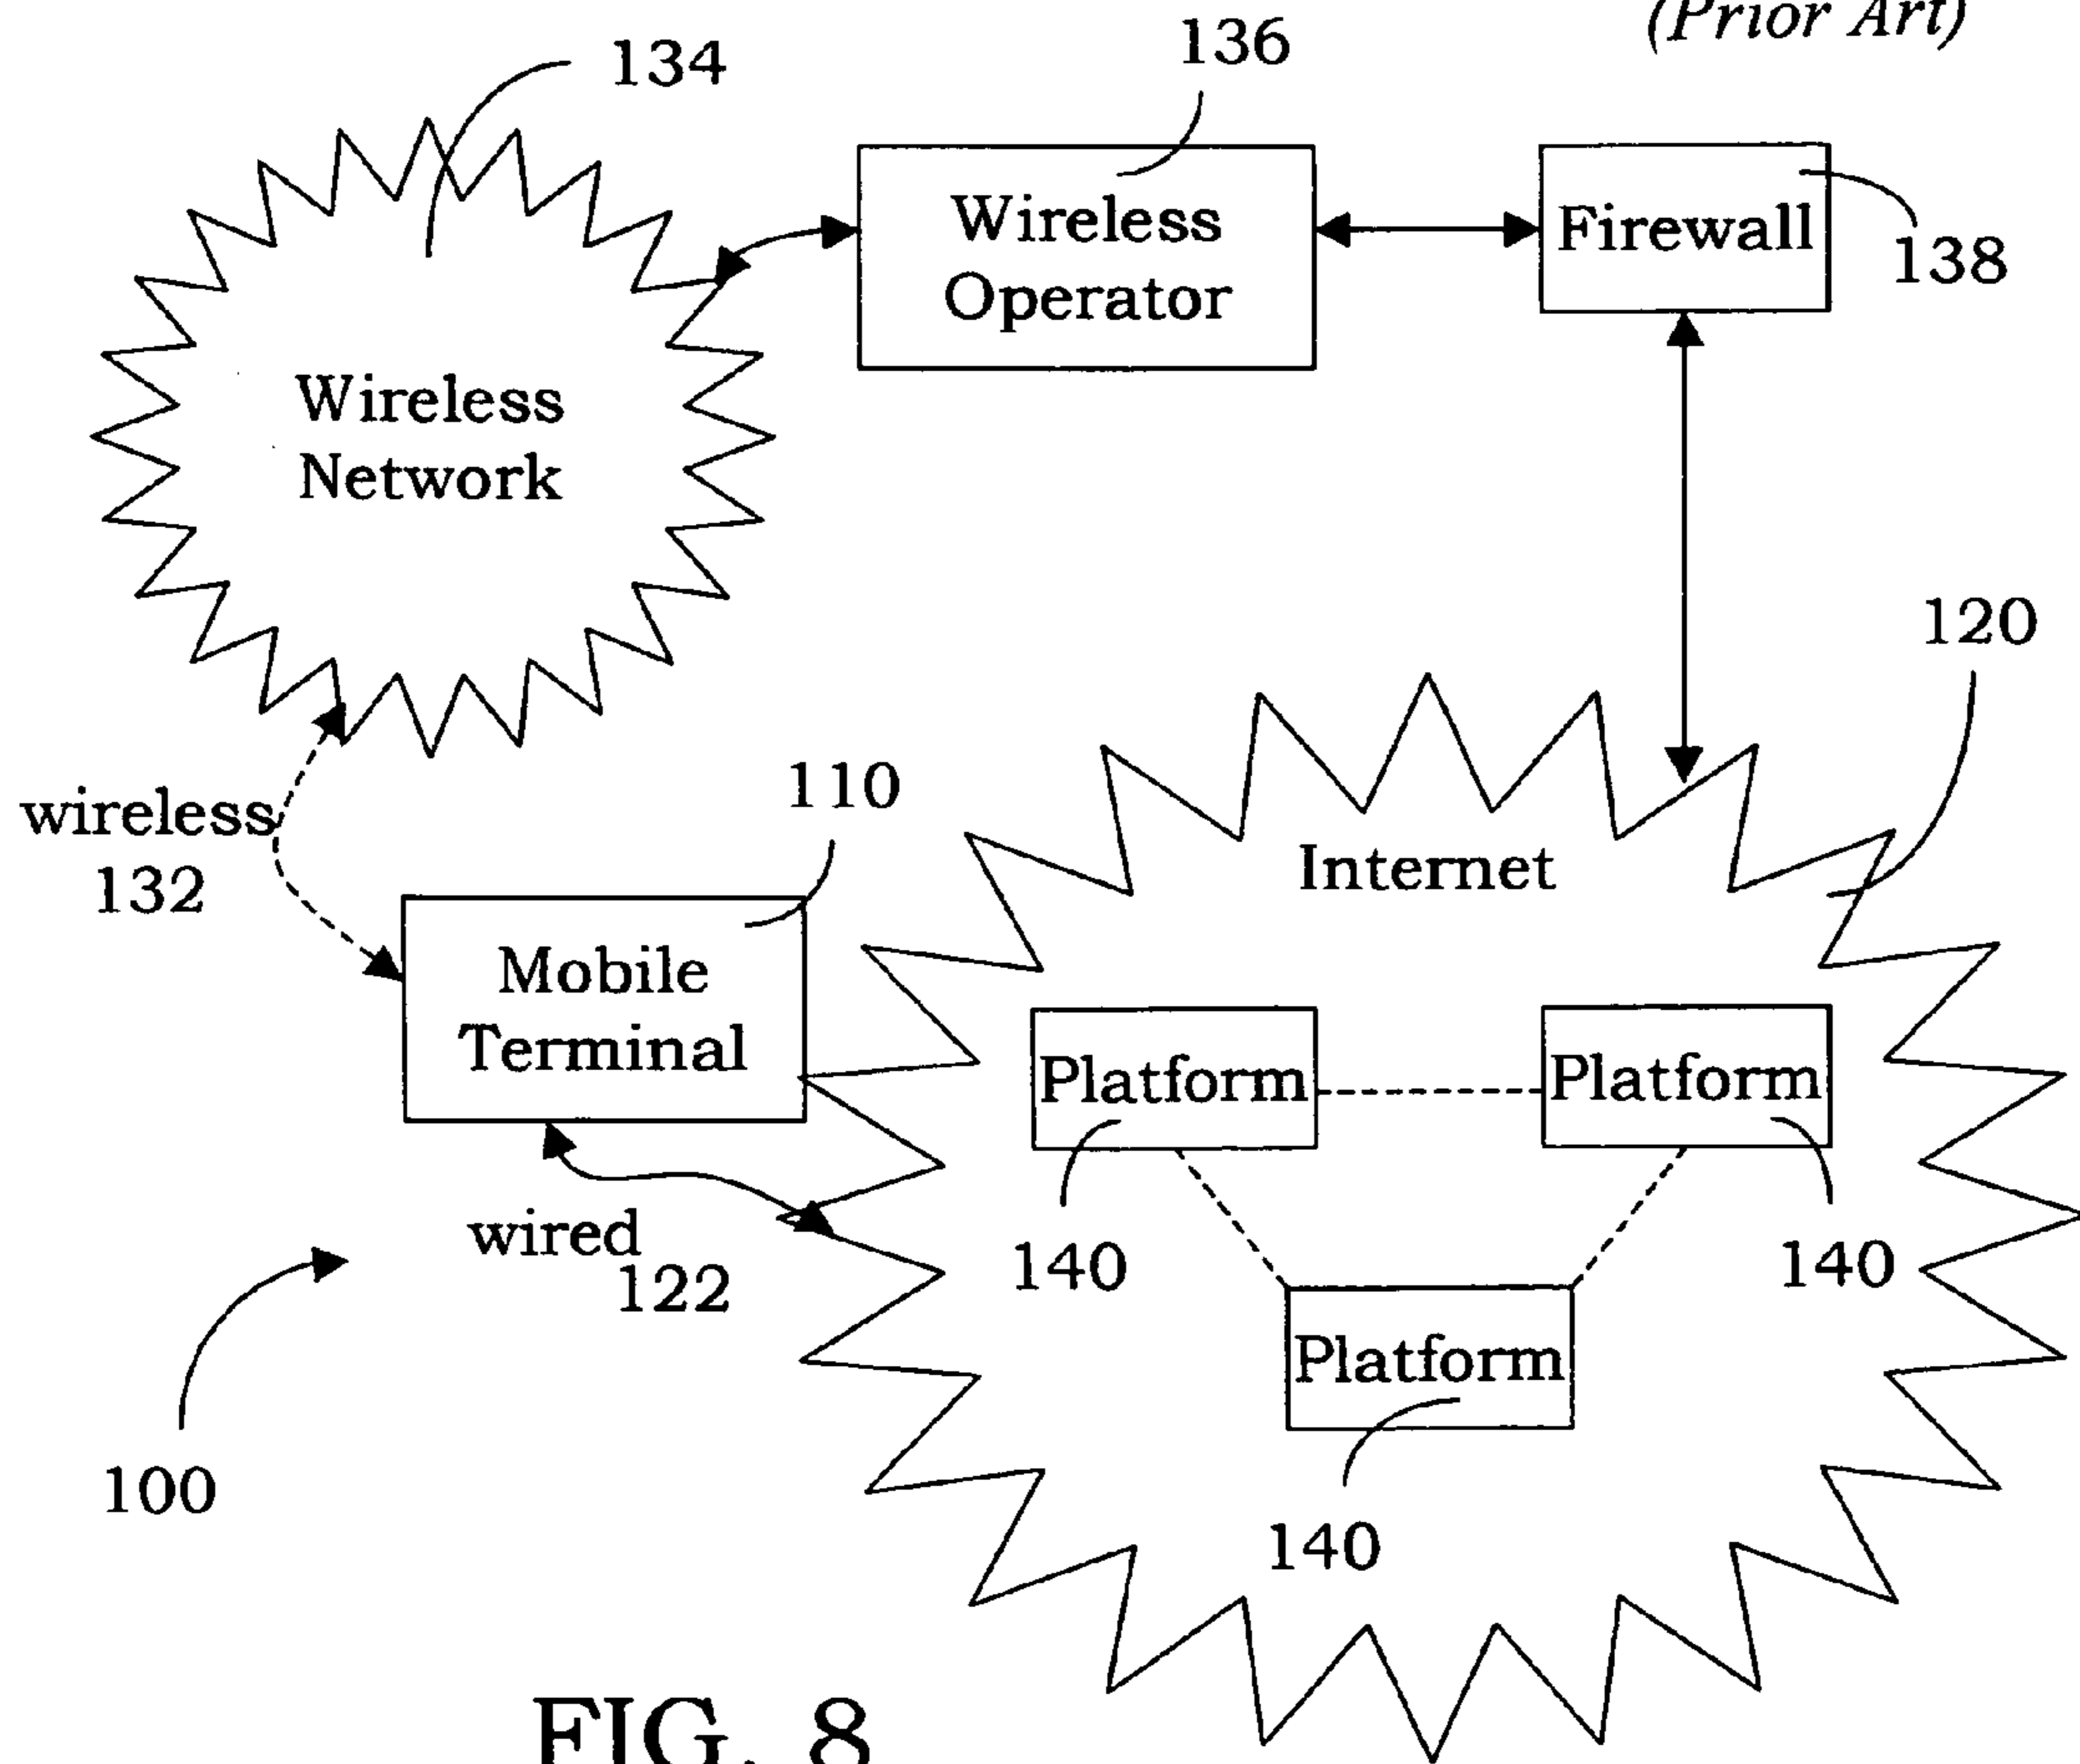 (Prior Art)
134
136
Wireless
Operator
Firewall
138
Wireless
Network
120
wireless
132
110
Internet
Mobile
Terminal
Platform
Platform
wired
122
140
140
Platform
100
140
FIG. 8